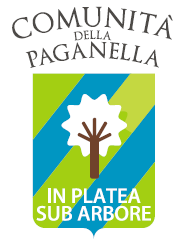 COMUNITÀ
DELLA
PAGANELLA
IN PLATEA
SUB ARBORE